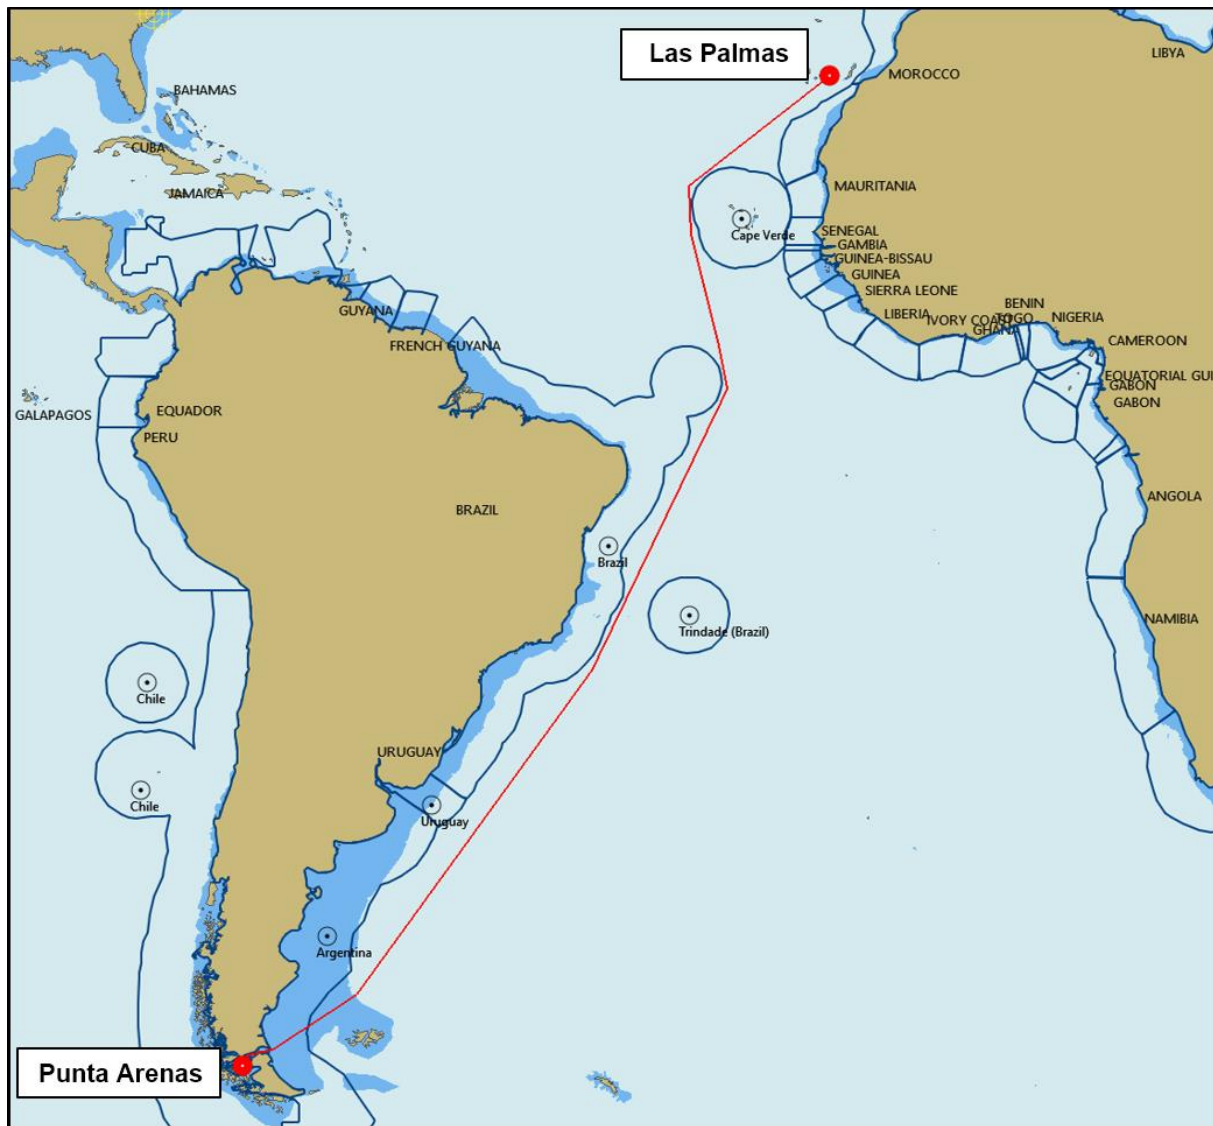 Las Palmas
LIBYA
MOROCCO
BAHAMAS
CUBA
JAMAICA
MAURITANIA
Cape Verde
SENEGAL
GAMBIA
GUINEA-BISSAU
GUINEA
SIERRA LEONE
LIBERIA
IVORY COAST
GHANA
TOGO
BENIN
NIGERIA
CAMEROON
EQUATORIAL GUI
GABON
GABON
GUYANA
FRENCH GUYANA
GALAPAGOS
EQUADOR
PERU
BRAZIL
ANGOLA
Brazil
NAMIBIA
Trindade (Brazil)
Chile
URUGUAY
Chile
Uruguay
Argentina
Punta Arenas